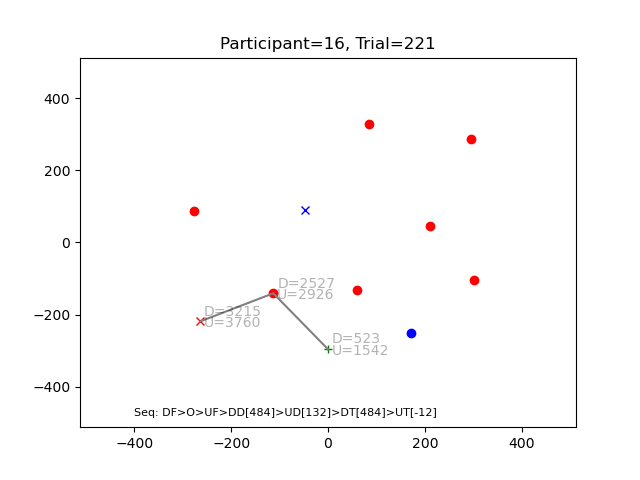 Participant=16, Trial=221
400
200
0
−200
−400
D=2527
U=2926
D=3215
U=3760
D=523
U=1542
Seq: DF>O>UF>DD[484]>UD[132]>DT[484]>UT[-12]
−400
−200
0
200
400